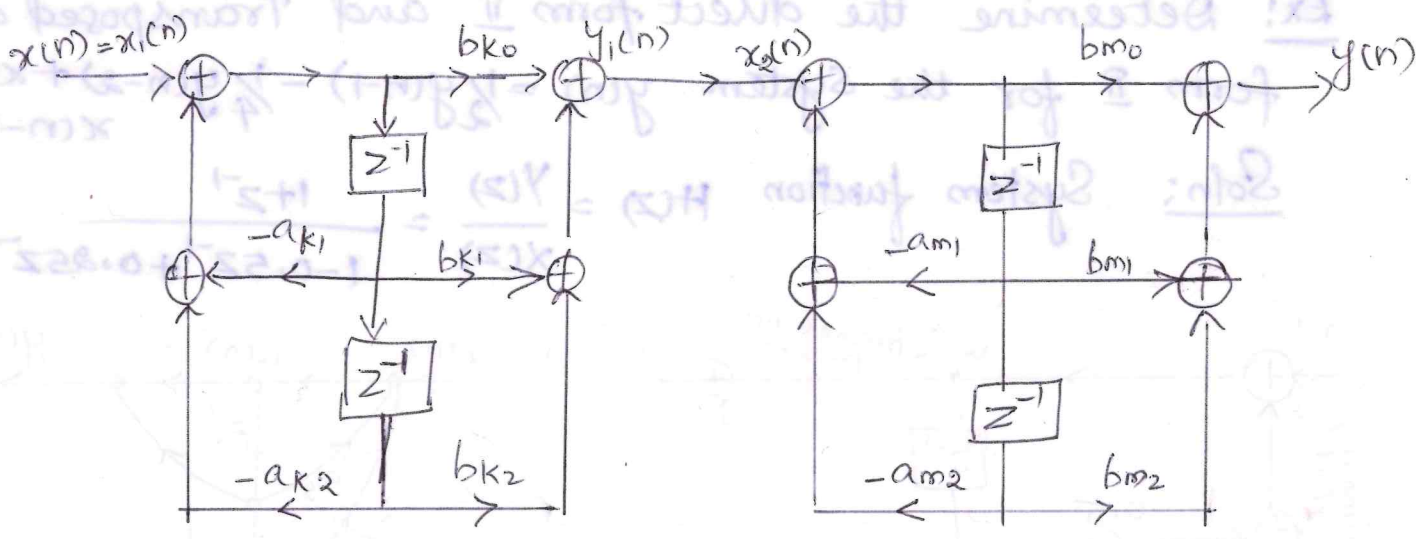 x(n)=x₁(n)
bk₀
y₁(n)
x₂(n)
bm₀
y(n)
z⁻¹
z⁻¹
-ak₁
bk₁
-am₁
bm₁
z⁻¹
z⁻¹
-ak₂
bk₂
-am₂
bm₂